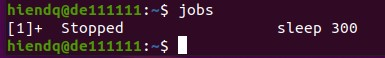 hiendq@de111111:~$ jobs
[1]+  Stopped                 sleep 300
hiendq@de111111:~$